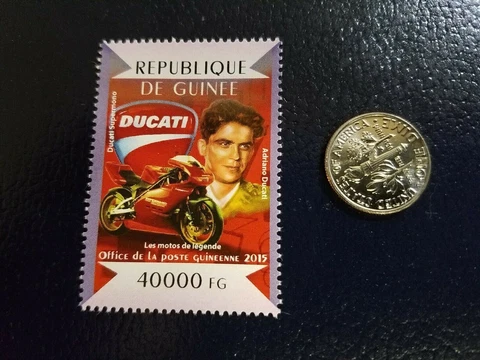 REPUBLIQUE
DE GUINEE
DUCATI
Ducati Supermono
Adriano Ducati
Les motos de légende
Office de la poste guineenne 2015
40000 FG